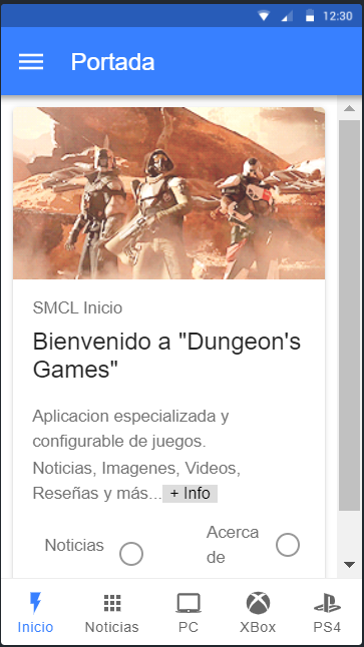 12:30
Portada
SMCL Inicio
Bienvenido a "Dungeon's
Games"
Aplicacion especializada y
configurable de juegos.
Noticias, Imagenes, Videos,
Reseñas y más... + Info
Noticias
Acerca
de
Inicio Noticias PC XBox PS4